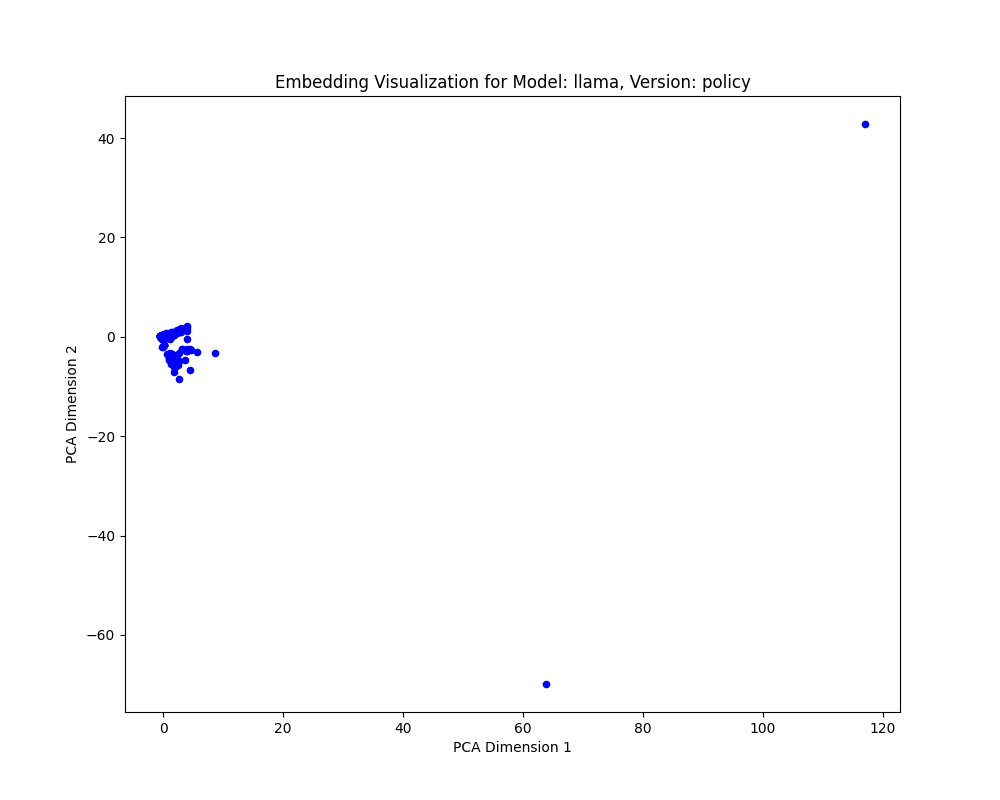 Embedding Visualization for Model: llama, Version: policy
40
20
0
−20
−40
−60
PCA Dimension 2
0 20 40 60 80 100 120
PCA Dimension 1